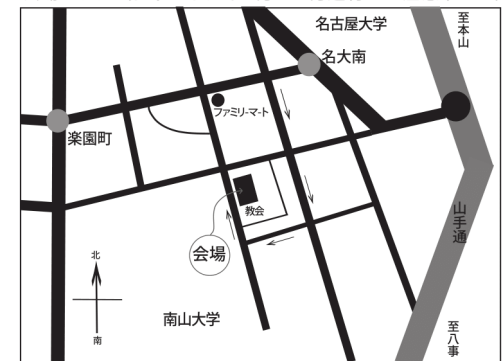 名古屋大学
至本山
名大南
ファミリーマート
楽園町
教会
山手通
会場
北
南
南山大学
至八事